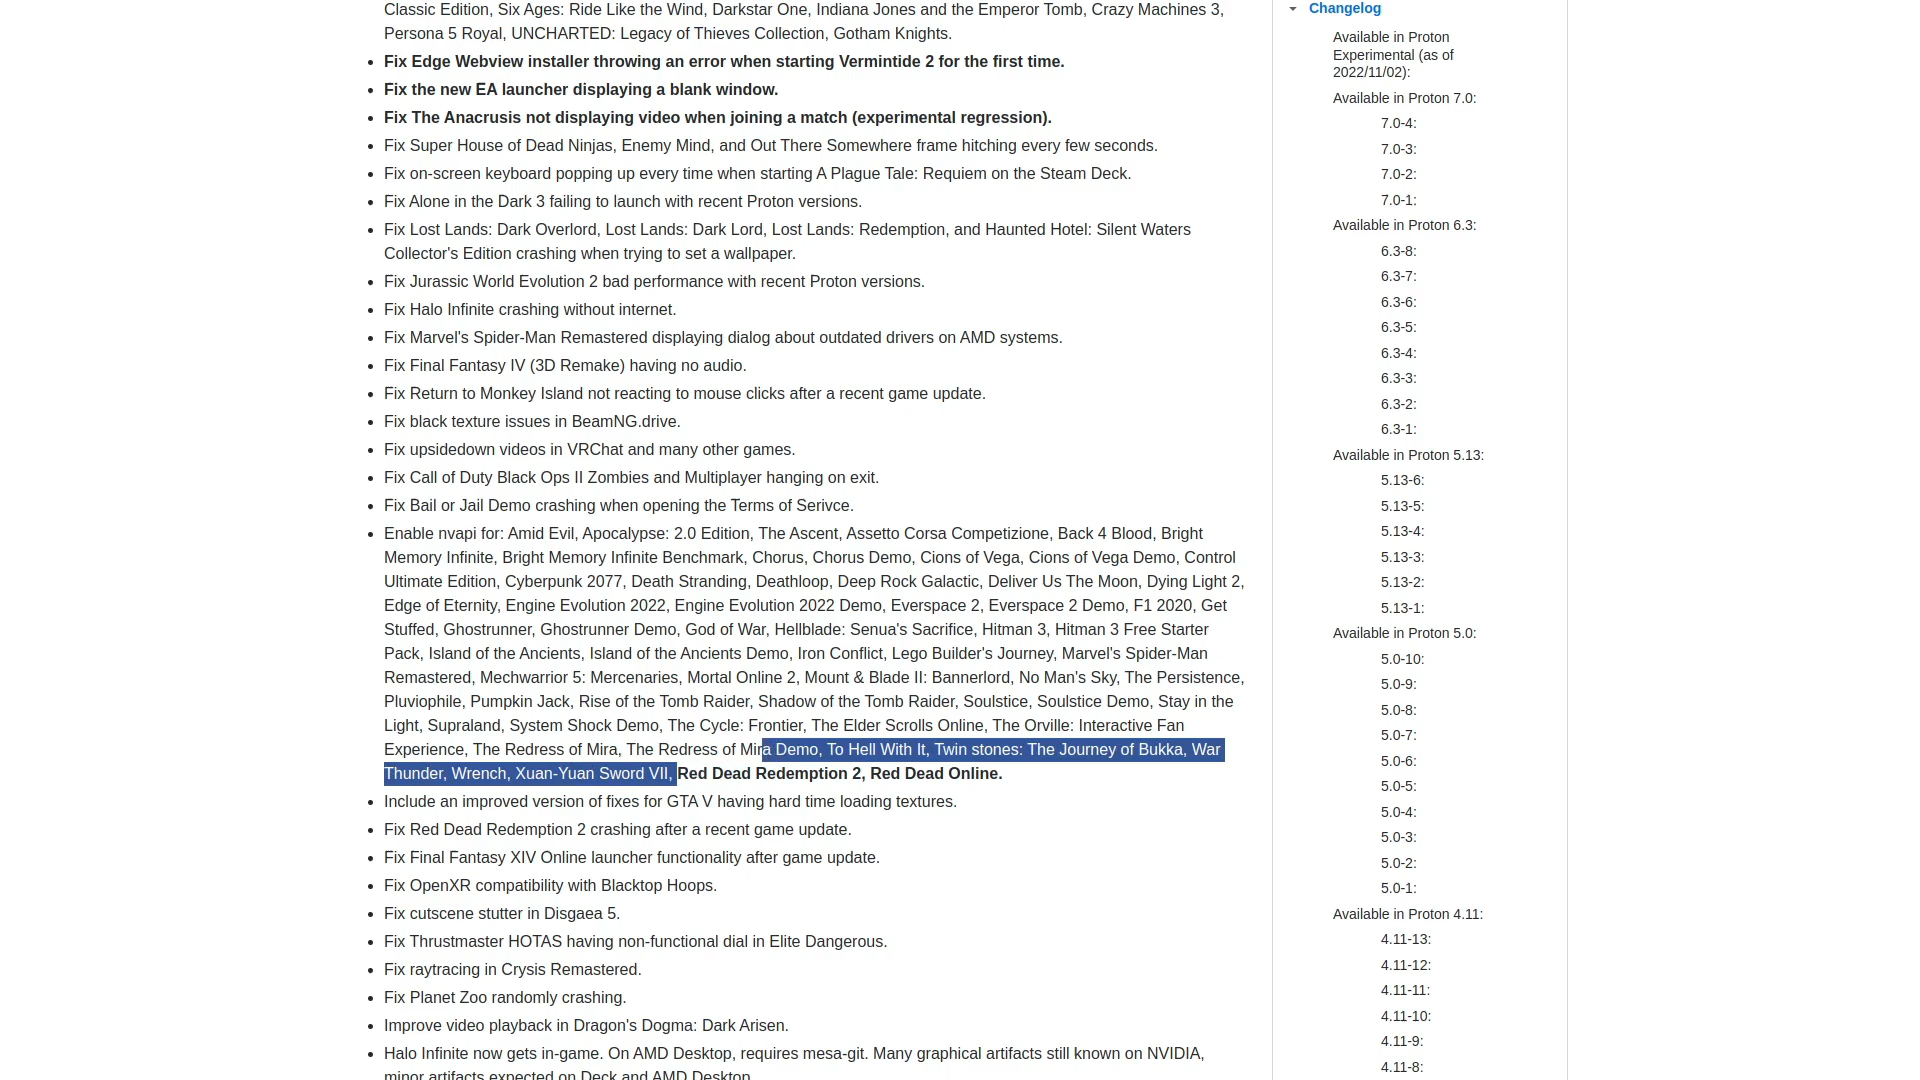 Classic Edition, Six Ages: Ride Like the Wind, Darkstar One, Indiana Jones and the Emperor Tomb, Crazy Machines 3,
Persona 5 Royal, UNCHARTED: Legacy of Thieves Collection, Gotham Knights.
Fix Edge Webview installer throwing an error when starting Vermintide 2 for the first time.
Fix the new EA launcher displaying a blank window.
Fix The Anacrusis not displaying video when joining a match (experimental regression).
Fix Super House of Dead Ninjas, Enemy Mind, and Out There Somewhere frame hitching every few seconds.
Fix on-screen keyboard popping up every time when starting A Plague Tale: Requiem on the Steam Deck.
Fix Alone in the Dark 3 failing to launch with recent Proton versions.
Fix Lost Lands: Dark Overlord, Lost Lands: Dark Lord, Lost Lands: Redemption, and Haunted Hotel: Silent Waters
Collector's Edition crashing when trying to set a wallpaper.
Fix Jurassic World Evolution 2 bad performance with recent Proton versions.
Fix Halo Infinite crashing without internet.
Fix Marvel's Spider-Man Remastered displaying dialog about outdated drivers on AMD systems.
Fix Final Fantasy IV (3D Remake) having no audio.
Fix Return to Monkey Island not reacting to mouse clicks after a recent game update.
Fix black texture issues in BeamNG.drive.
Fix upsidedown videos in VRChat and many other games.
Fix Call of Duty Black Ops II Zombies and Multiplayer hanging on exit.
Fix Bail or Jail Demo crashing when opening the Terms of Serivce.
Enable nvapi for: Amid Evil, Apocalypse: 2.0 Edition, The Ascent, Assetto Corsa Competizione, Back 4 Blood, Bright
Memory Infinite, Bright Memory Infinite Benchmark, Chorus, Chorus Demo, Cions of Vega, Cions of Vega Demo, Control
Ultimate Edition, Cyberpunk 2077, Death Stranding, Deathloop, Deep Rock Galactic, Deliver Us The Moon, Dying Light 2,
Edge of Eternity, Engine Evolution 2022, Engine Evolution 2022 Demo, Everspace 2, Everspace 2 Demo, F1 2020, Get
Stuffed, Ghostrunner, Ghostrunner Demo, God of War, Hellblade: Senua's Sacrifice, Hitman 3, Hitman 3 Free Starter
Pack, Island of the Ancients, Island of the Ancients Demo, Iron Conflict, Lego Builder's Journey, Marvel's Spider-Man
Remastered, Mechwarrior 5: Mercenaries, Mortal Online 2, Mount & Blade II: Bannerlord, No Man's Sky, The Persistence,
Pluviophile, Pumpkin Jack, Rise of the Tomb Raider, Shadow of the Tomb Raider, Soulstice, Soulstice Demo, Stay in the
Light, Supraland, System Shock Demo, The Cycle: Frontier, The Elder Scrolls Online, The Orville: Interactive Fan
Experience, The Redress of Mira, The Redress of Mira Demo, To Hell With It, Twin stones: The Journey of Bukka, War
Thunder, Wrench, Xuan-Yuan Sword VII, Red Dead Redemption 2, Red Dead Online.
Include an improved version of fixes for GTA V having hard time loading textures.
Fix Red Dead Redemption 2 crashing after a recent game update.
Fix Final Fantasy XIV Online launcher functionality after game update.
Fix OpenXR compatibility with Blacktop Hoops.
Fix cutscene stutter in Disgaea 5.
Fix Thrustmaster HOTAS having non-functional dial in Elite Dangerous.
Fix raytracing in Crysis Remastered.
Fix Planet Zoo randomly crashing.
Improve video playback in Dragon's Dogma: Dark Arisen.
Halo Infinite now gets in-game. On AMD Desktop, requires mesa-git. Many graphical artifacts still known on NVIDIA,
minor artifacts expected on Deck and AMD Desktop.
Changelog
Available in Proton
Experimental (as of
2022/11/02):
Available in Proton 7.0:
7.0-4:
7.0-3:
7.0-2:
7.0-1:
Available in Proton 6.3:
6.3-8:
6.3-7:
6.3-6:
6.3-5:
6.3-4:
6.3-3:
6.3-2:
6.3-1:
Available in Proton 5.13:
5.13-6:
5.13-5:
5.13-4:
5.13-3:
5.13-2:
5.13-1:
Available in Proton 5.0:
5.0-10:
5.0-9:
5.0-8:
5.0-7:
5.0-6:
5.0-5:
5.0-4:
5.0-3:
5.0-2:
5.0-1:
Available in Proton 4.11:
4.11-13:
4.11-12:
4.11-11:
4.11-10:
4.11-9:
4.11-8: